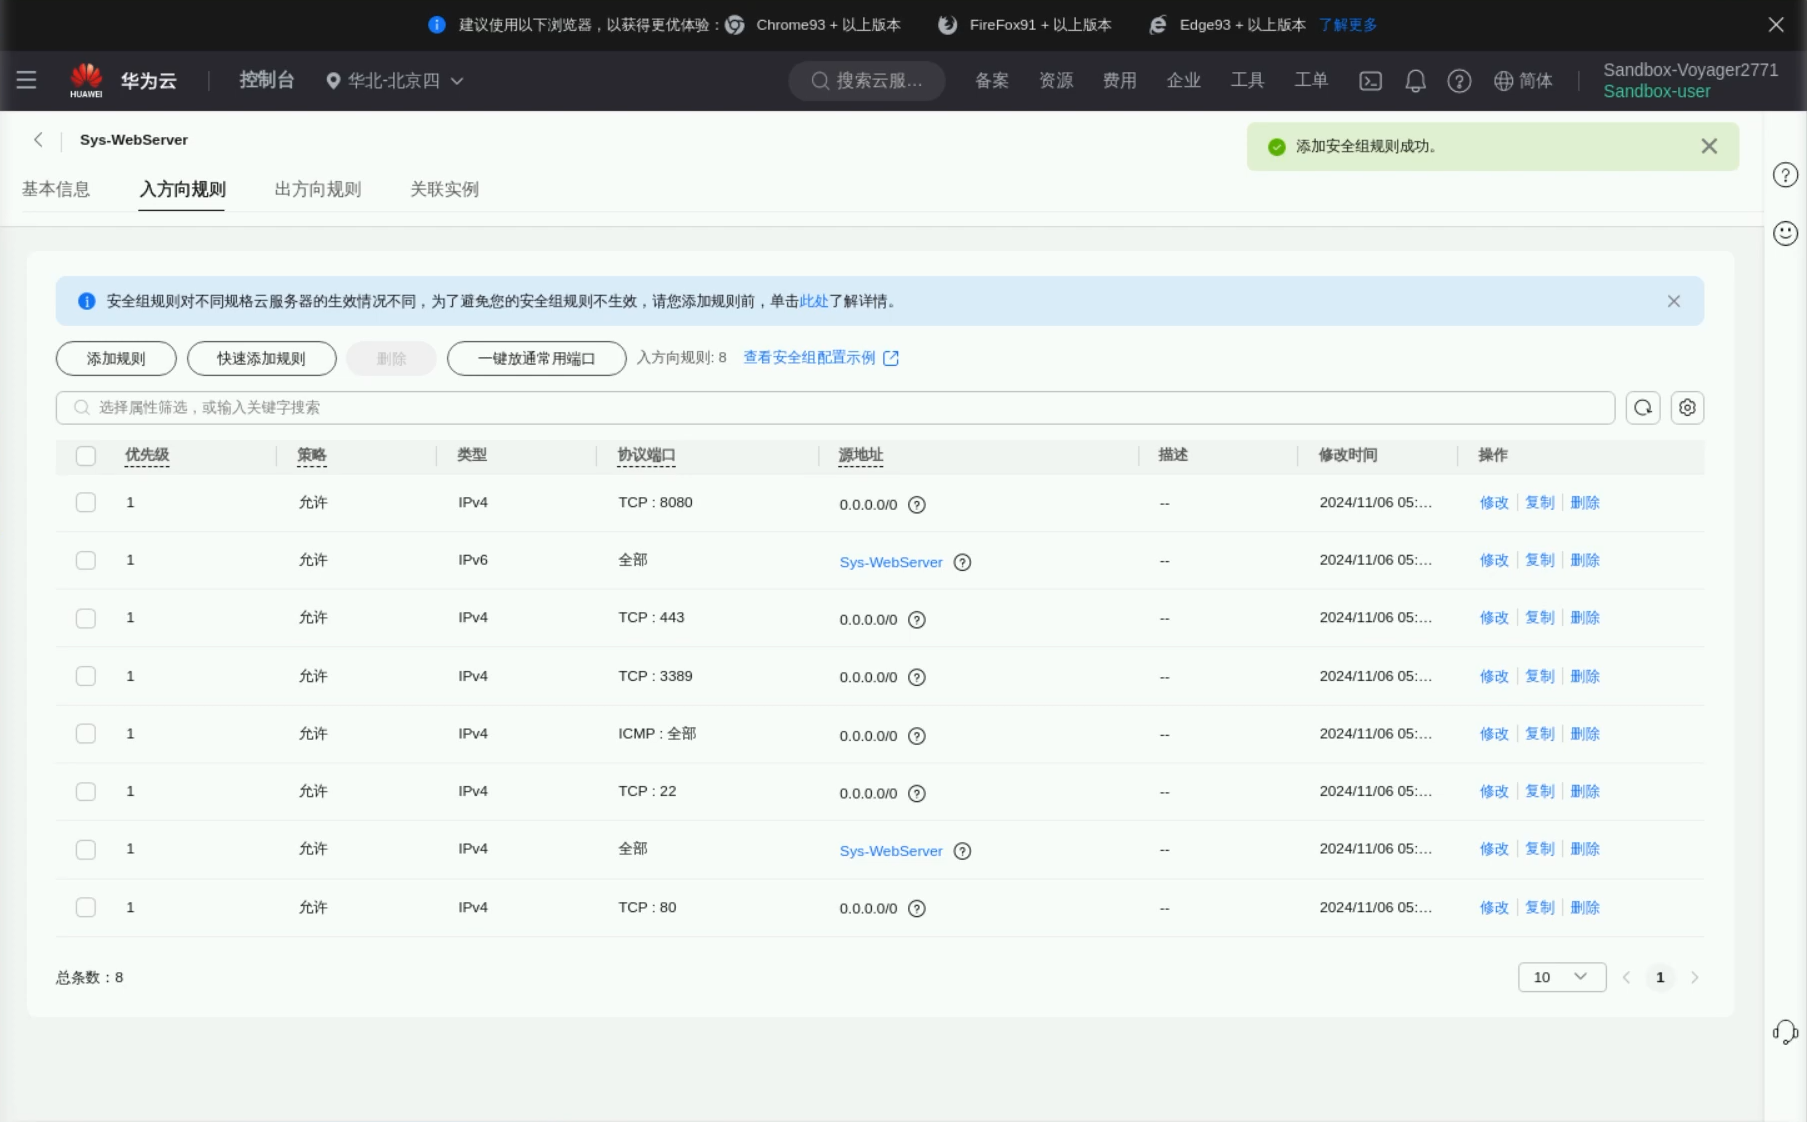 建议使用以下浏览器，以获得更优体验： Chrome93 + 以上版本 FireFox91 + 以上版本 Edge93 + 以上版本 了解更多
HUAWEI 华为云 控制台 华北-北京四 搜索云服... 备案 资源 费用 企业 工具 工单 简体 Sandbox-Voyager2771
Sandbox-user
Sys-WebServer
添加安全组规则成功。
基本信息 入方向规则 出方向规则 关联实例
安全组规则对不同规格云服务器的生效情况不同，为了避免您的安全组规则不生效，请您添加规则前，单击此处了解详情。
添加规则 快速添加规则 删除 一键放通常用端口 入方向规则: 8 查看安全组配置示例
选择属性筛选，或输入关键字搜索
优先级 策略 类型 协议端口 源地址 描述 修改时间 操作
1 允许 IPv4 TCP : 8080 0.0.0.0/0 -- 2024/11/06 05:... 修改 复制 删除
1 允许 IPv6 全部 Sys-WebServer -- 2024/11/06 05:... 修改 复制 删除
1 允许 IPv4 TCP : 443 0.0.0.0/0 -- 2024/11/06 05:... 修改 复制 删除
1 允许 IPv4 TCP : 3389 0.0.0.0/0 -- 2024/11/06 05:... 修改 复制 删除
1 允许 IPv4 ICMP : 全部 0.0.0.0/0 -- 2024/11/06 05:... 修改 复制 删除
1 允许 IPv4 TCP : 22 0.0.0.0/0 -- 2024/11/06 05:... 修改 复制 删除
1 允许 IPv4 全部 Sys-WebServer -- 2024/11/06 05:... 修改 复制 删除
1 允许 IPv4 TCP : 80 0.0.0.0/0 -- 2024/11/06 05:... 修改 复制 删除
总条数：8 10 1